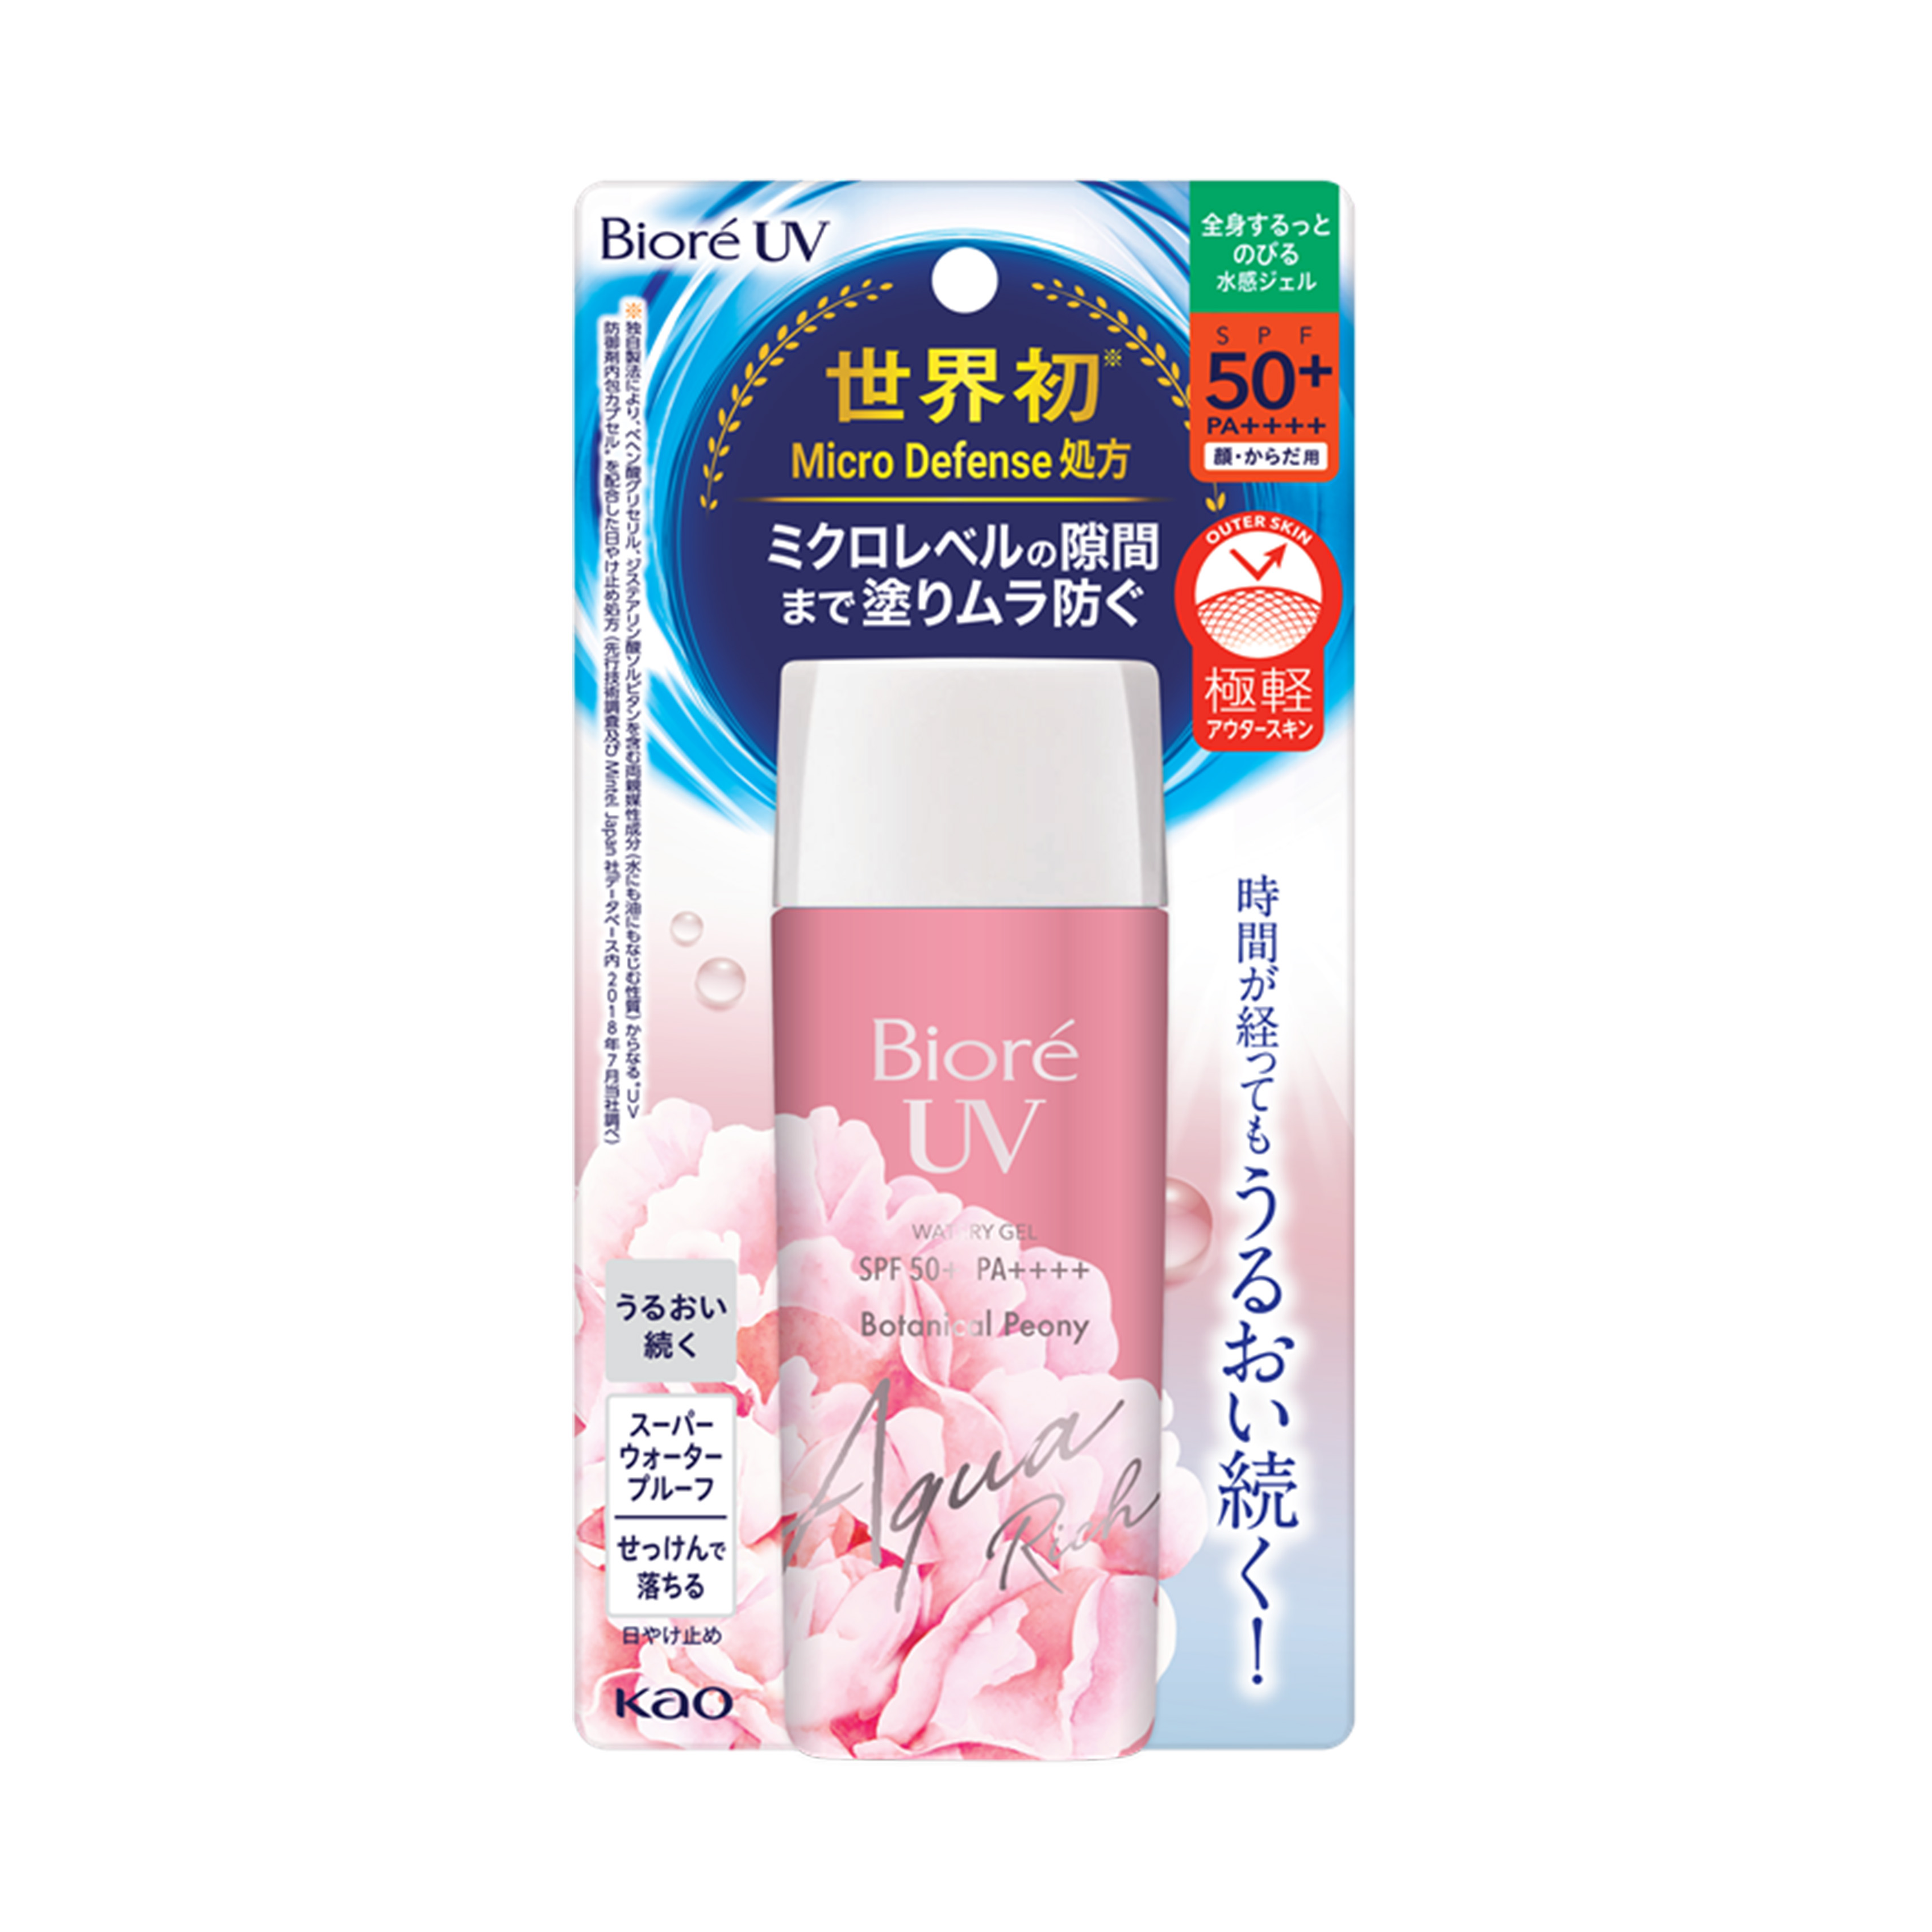 Bioré UV
全身するっと
のびる
水感ジェル
SPF
50+
PA++++
顔・からだ用
世界初※
Micro Defense 処方
ミクロレベルの隙間
まで塗りムラ防ぐ
OUTER SKIN
極軽
アウタースキン
※独自製法により、ベヘン酸グリセリル、ジステアリン酸ソルビタンを含む両親媒性成分(水にも油にもなじむ性質)からなる“UV
防御剤内包カプセル”を配合した日やけ止め処方(先行技術調査及びMintel Japan社データベース内2018年7月当社調べ)
時間が経ってもうるおい続く!
Bioré
UV
WATERY GEL
SPF 50+ PA++++
Botanical Peony
Aqua
Rich
うるおい
続く
スーパー
ウォーター
プルーフ
せっけんで
落ちる
日やけ止め
Kao